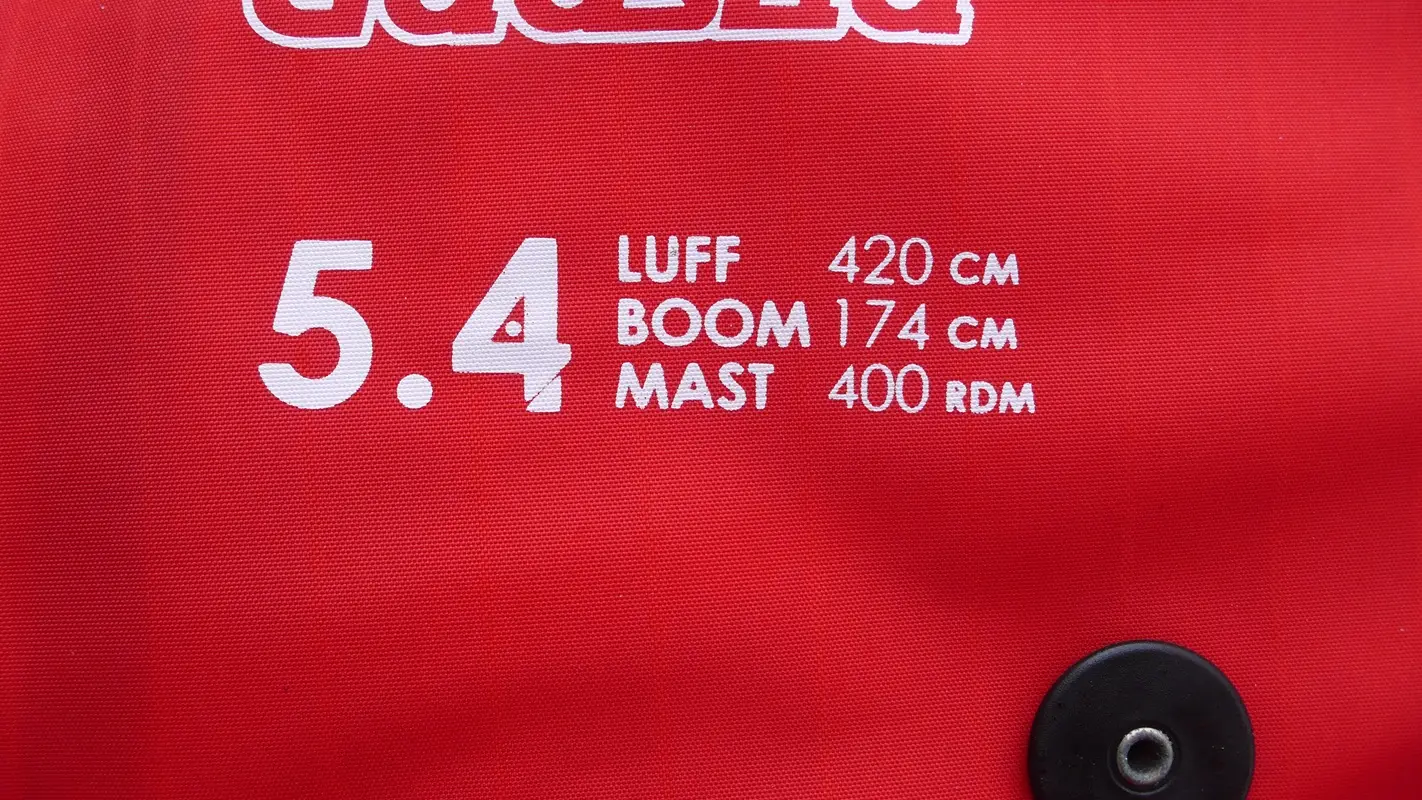 5.4
LUFF 420 CM
BOOM 174 CM
MAST 400 RDM